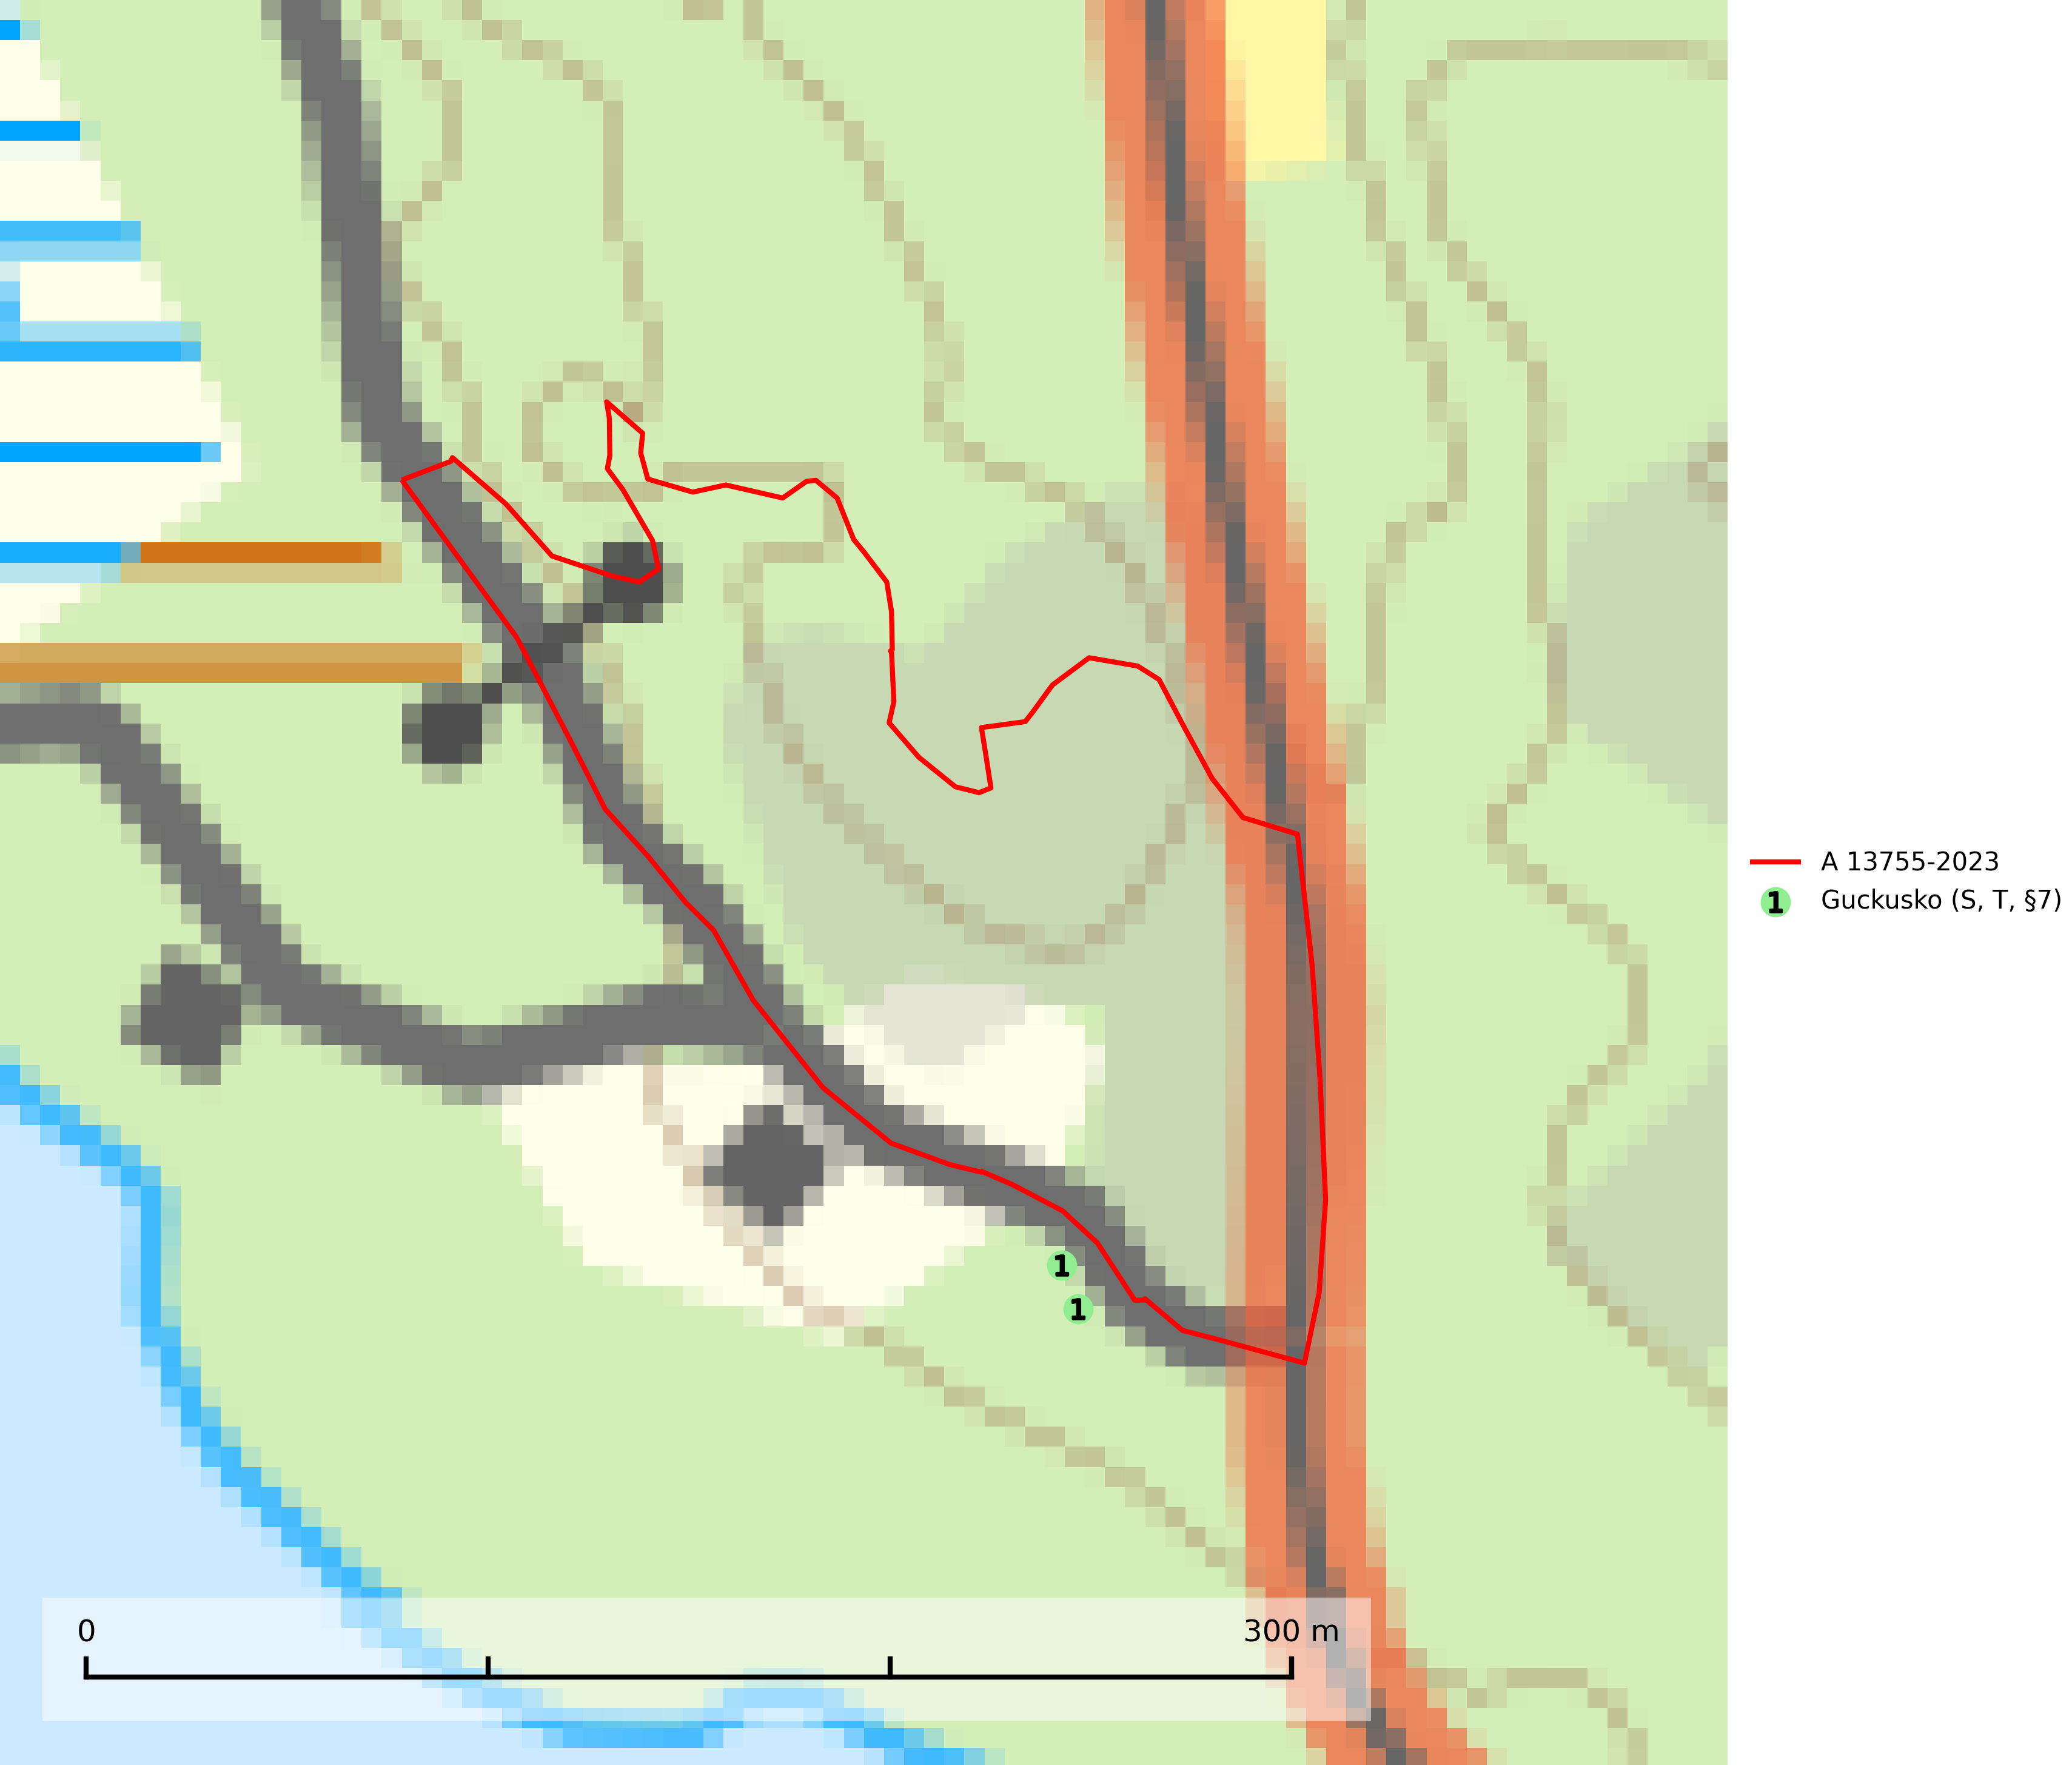 A 13755-2023
1 Guckusko (S, T, §7)
1
1
0 300 m